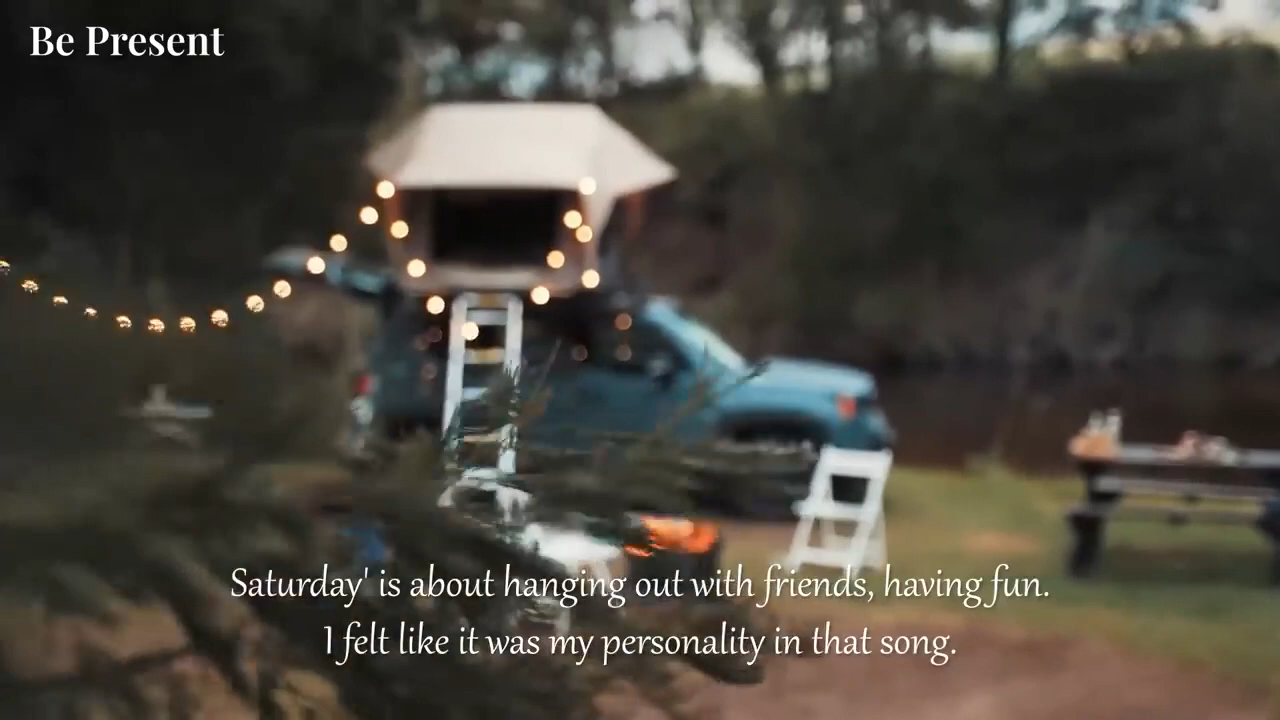 Be Present
Saturday' is about hanging out with friends, having fun.
I felt like it was my personality in that song.